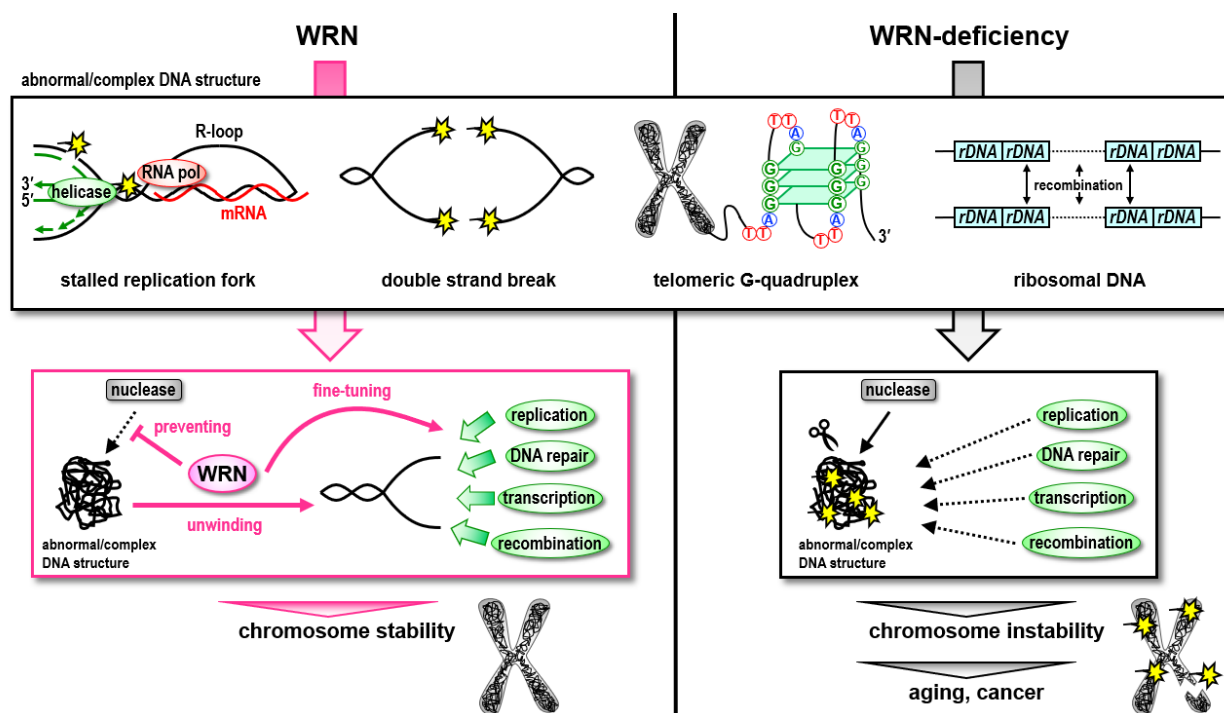 WRN
WRN-deficiency
abnormal/complex DNA structure
R-loop
RNA pol
helicase
3′
5′
mRNA
stalled replication fork
double strand break
T T A G
G G G
G G G
A T T
T T A G G G
A T T
3′
telomeric G-quadruplex
rDNA rDNA rDNA rDNA
recombination
rDNA rDNA rDNA rDNA
ribosomal DNA
nuclease
preventing
WRN
fine-tuning
unwinding
abnormal/complex
DNA structure
replication
DNA repair
transcription
recombination
nuclease
abnormal/complex
DNA structure
replication
DNA repair
transcription
recombination
chromosome stability
chromosome instability
aging, cancer